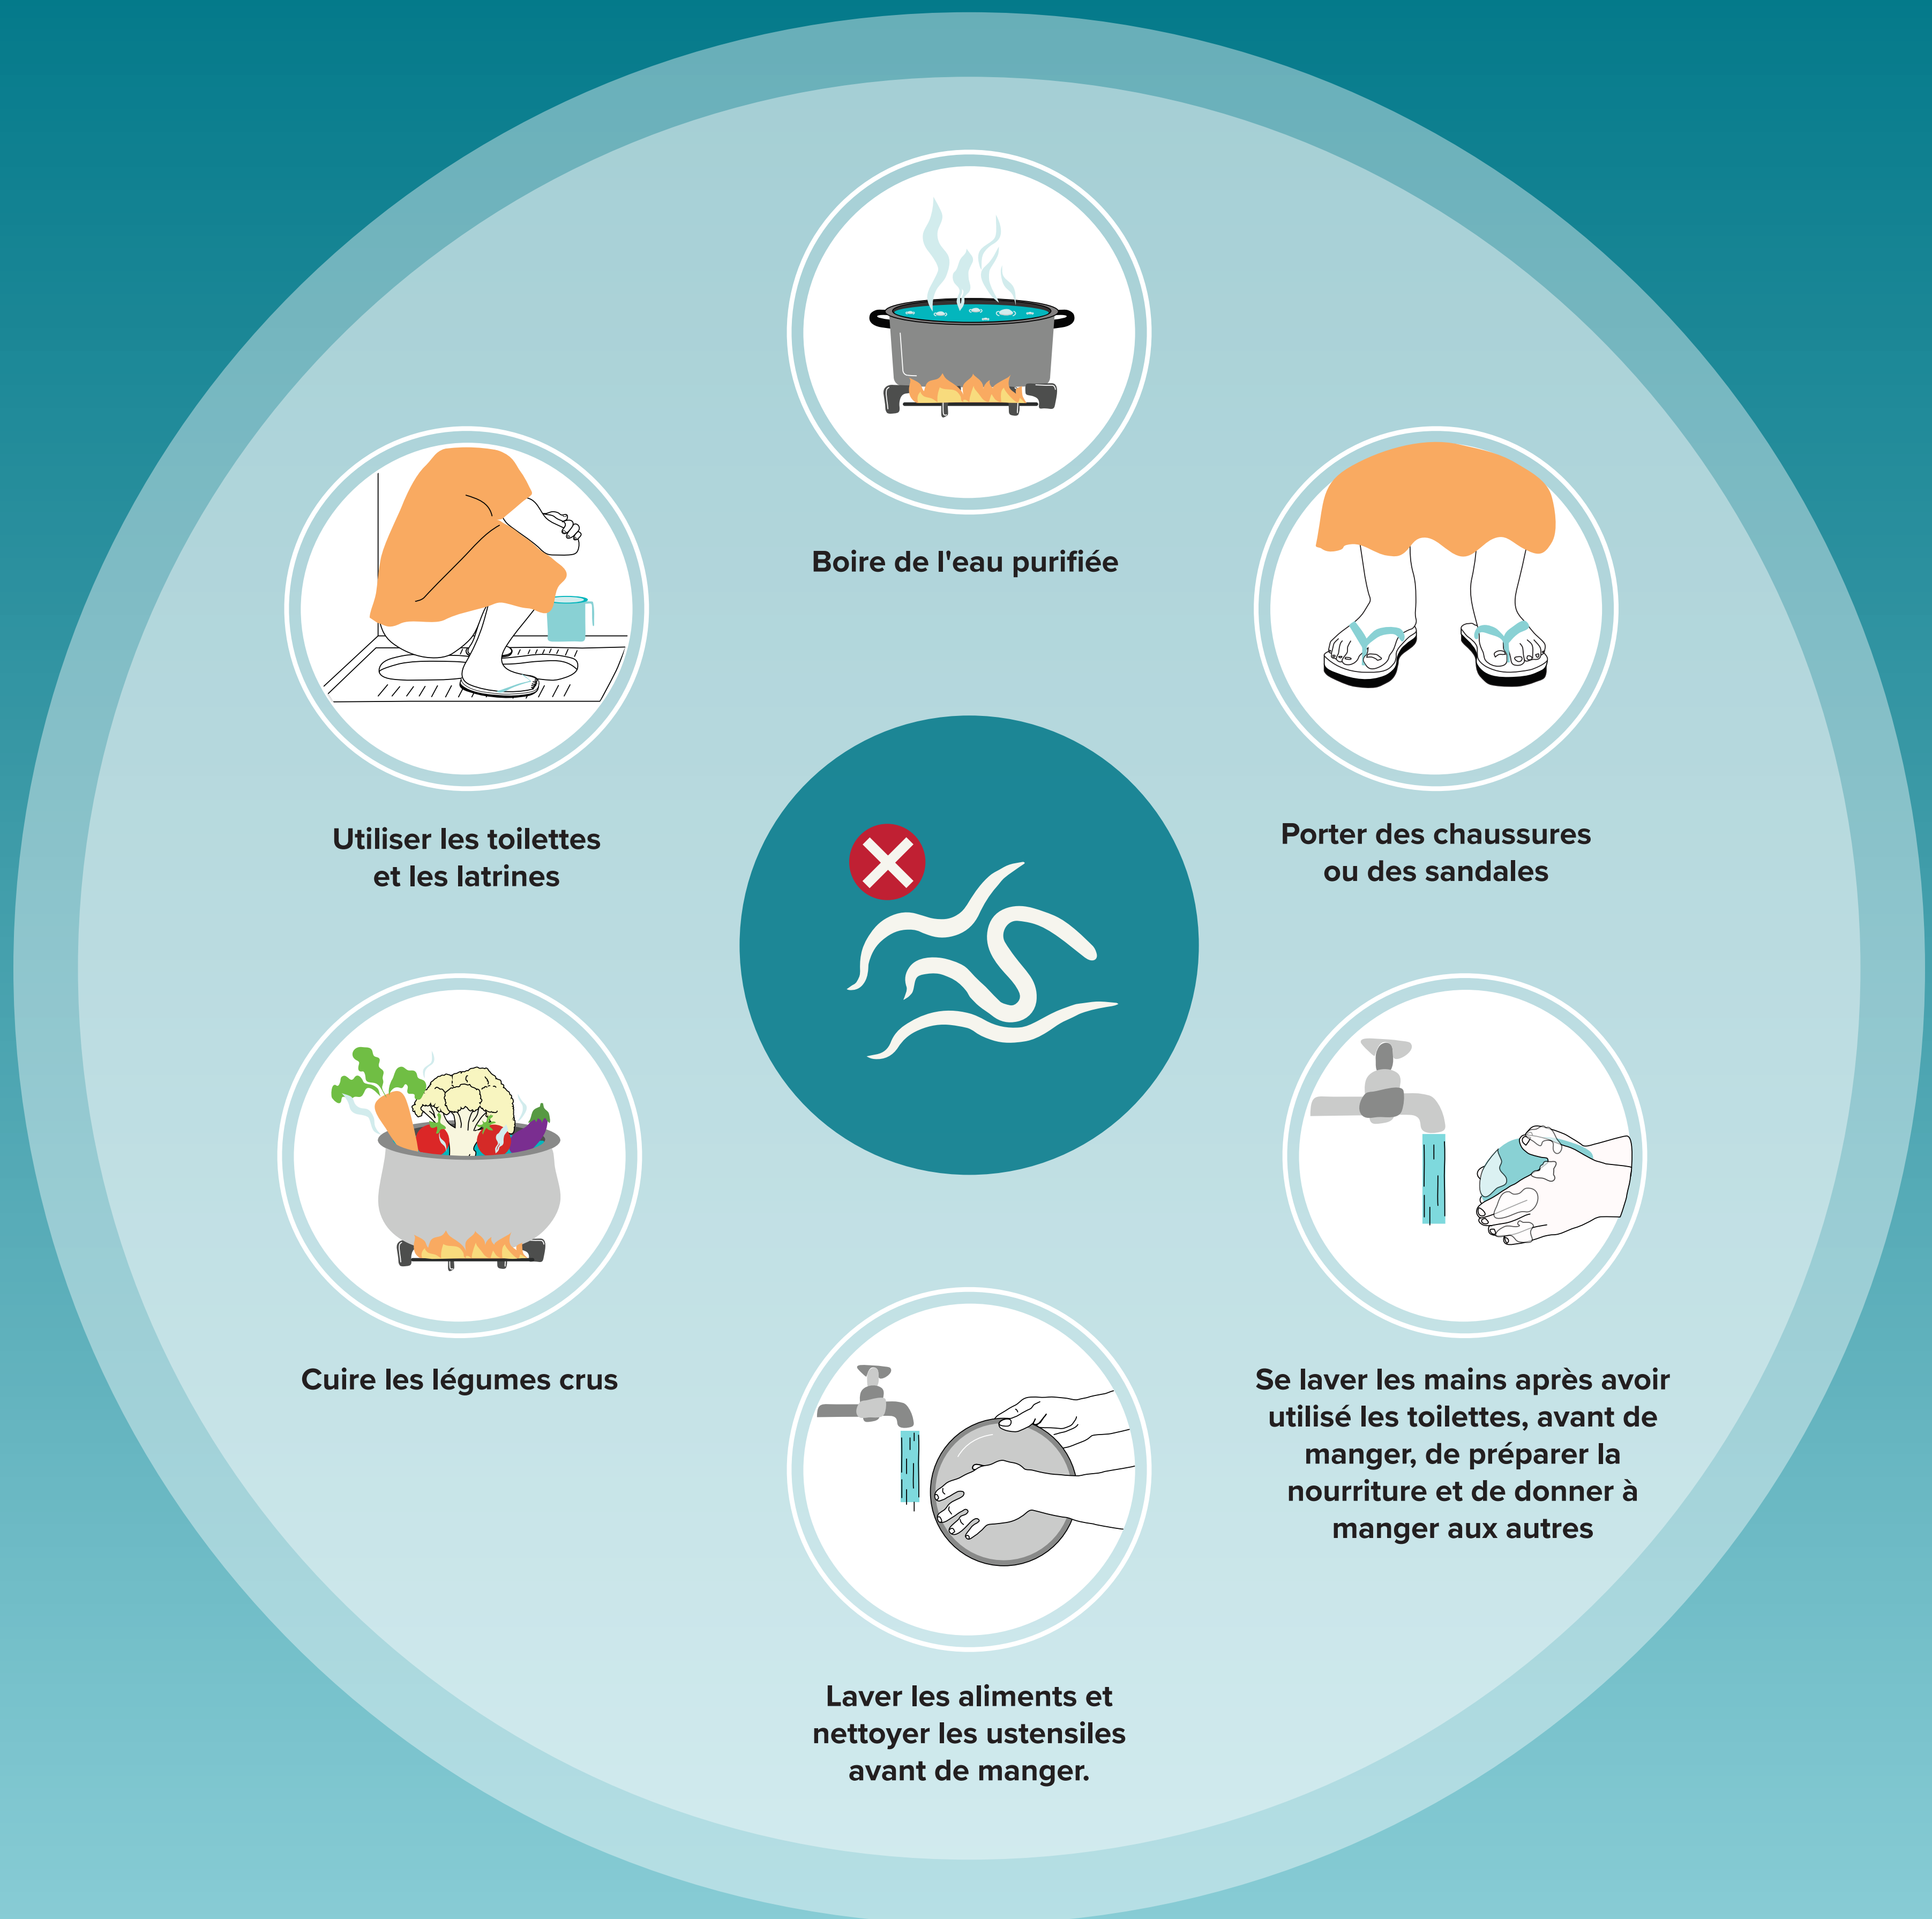 Boire de l'eau purifiée
Utiliser les toilettes
et les latrines
Porter des chaussures
ou des sandales
Cuire les légumes crus
Se laver les mains après avoir
utilisé les toilettes, avant de
manger, de préparer la
nourriture et de donner à
manger aux autres
Laver les aliments et
nettoyer les ustensiles
avant de manger.